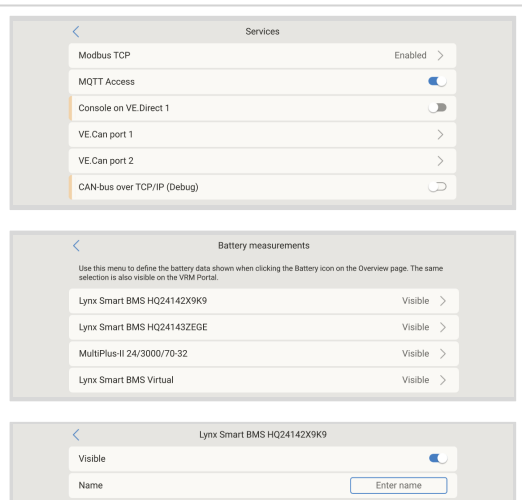 Services
Modbus TCP Enabled
MQTT Access
Console on VE.Direct 1
VE.Can port 1
VE.Can port 2
CAN-bus over TCP/IP (Debug)
Battery measurements
Use this menu to define the battery data shown when clicking the Battery icon on the Overview page. The same
selection is also visible on the VRM Portal.
Lynx Smart BMS HQ24142X9K9 Visible
Lynx Smart BMS HQ24143ZEGE Visible
MultiPlus-II 24/3000/70-32 Visible
Lynx Smart BMS Virtual Visible
Lynx Smart BMS HQ24142X9K9
Visible
Name Enter name